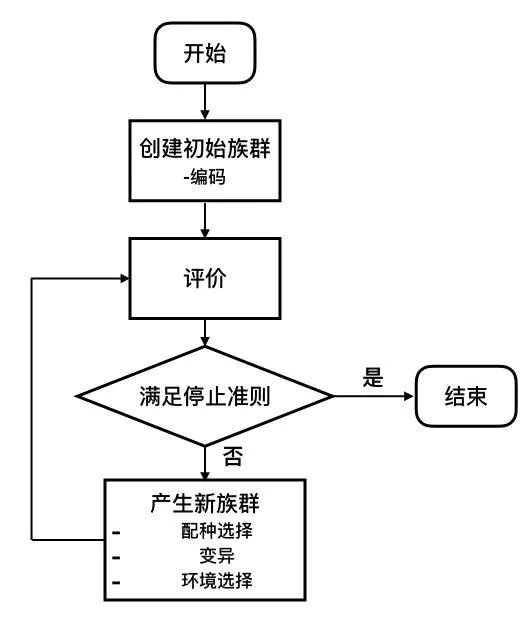 开始
创建初始族群
-编码
评价
满足停止准则
是
结束
否
产生新族群
- 配种选择
- 变异
- 环境选择